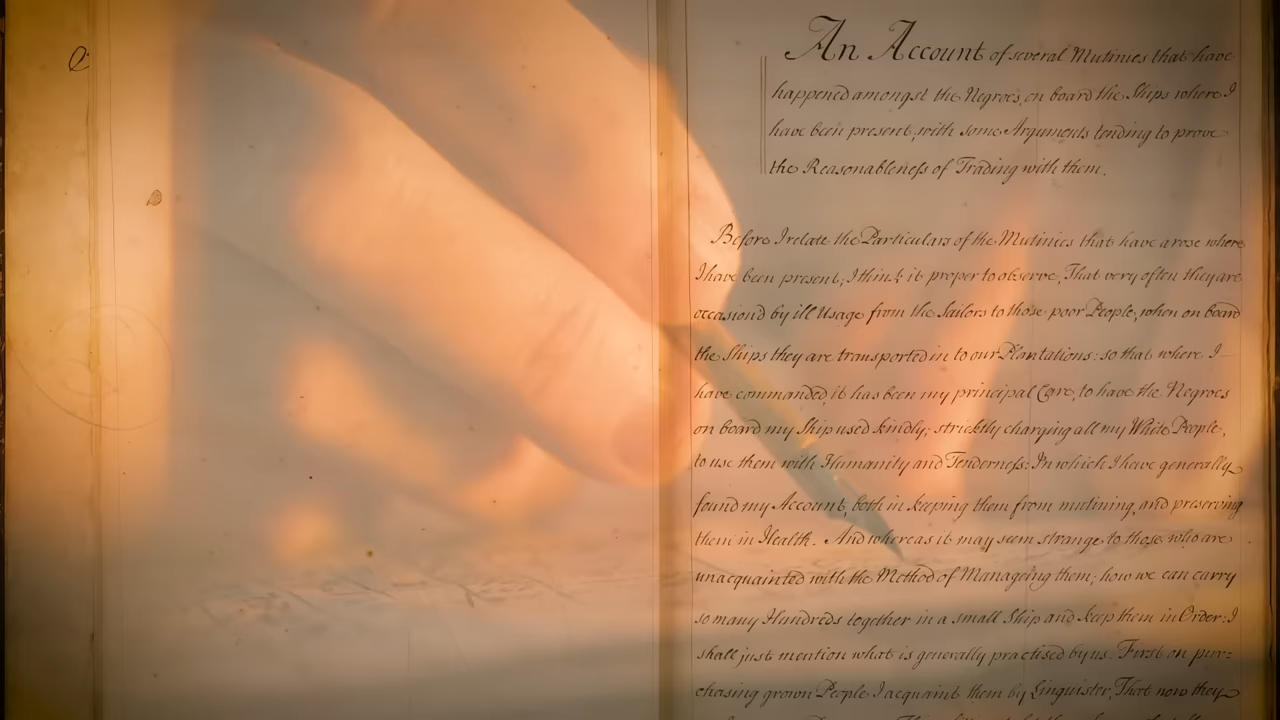 An Account of several Mutinies that have
happened amongst the Negroes, on board the Ships where I
have been present, with some Arguments tending to prove
the Reasonableness of Trading with them.
Before I relate the Particulars of the Mutinies that have arose where
I have been present; I think it proper to observe, That very often they are
occasiond by ill Usage from the Sailors to those poor People, when on board
the Ships they are transported in to our Plantations: so that where I
have commanded, it has been my principal Care, to have the Negroes
on board my Ship used kindly; stricktly charging all my White People,
to use them with Humanity and Tenderness: In which I have generally
found my Account, both in keeping them from mutining, and preserving
them in Health. And whereas it may seem strange to those who are
unacquainted with the Method of Manageing them, how we can carry
so many Hundreds together in a small Ship and keep them in Order: I
shall just mention what is generally practised by us. First on pur=
chasing grown People I acquaint them by Linguister, That now they